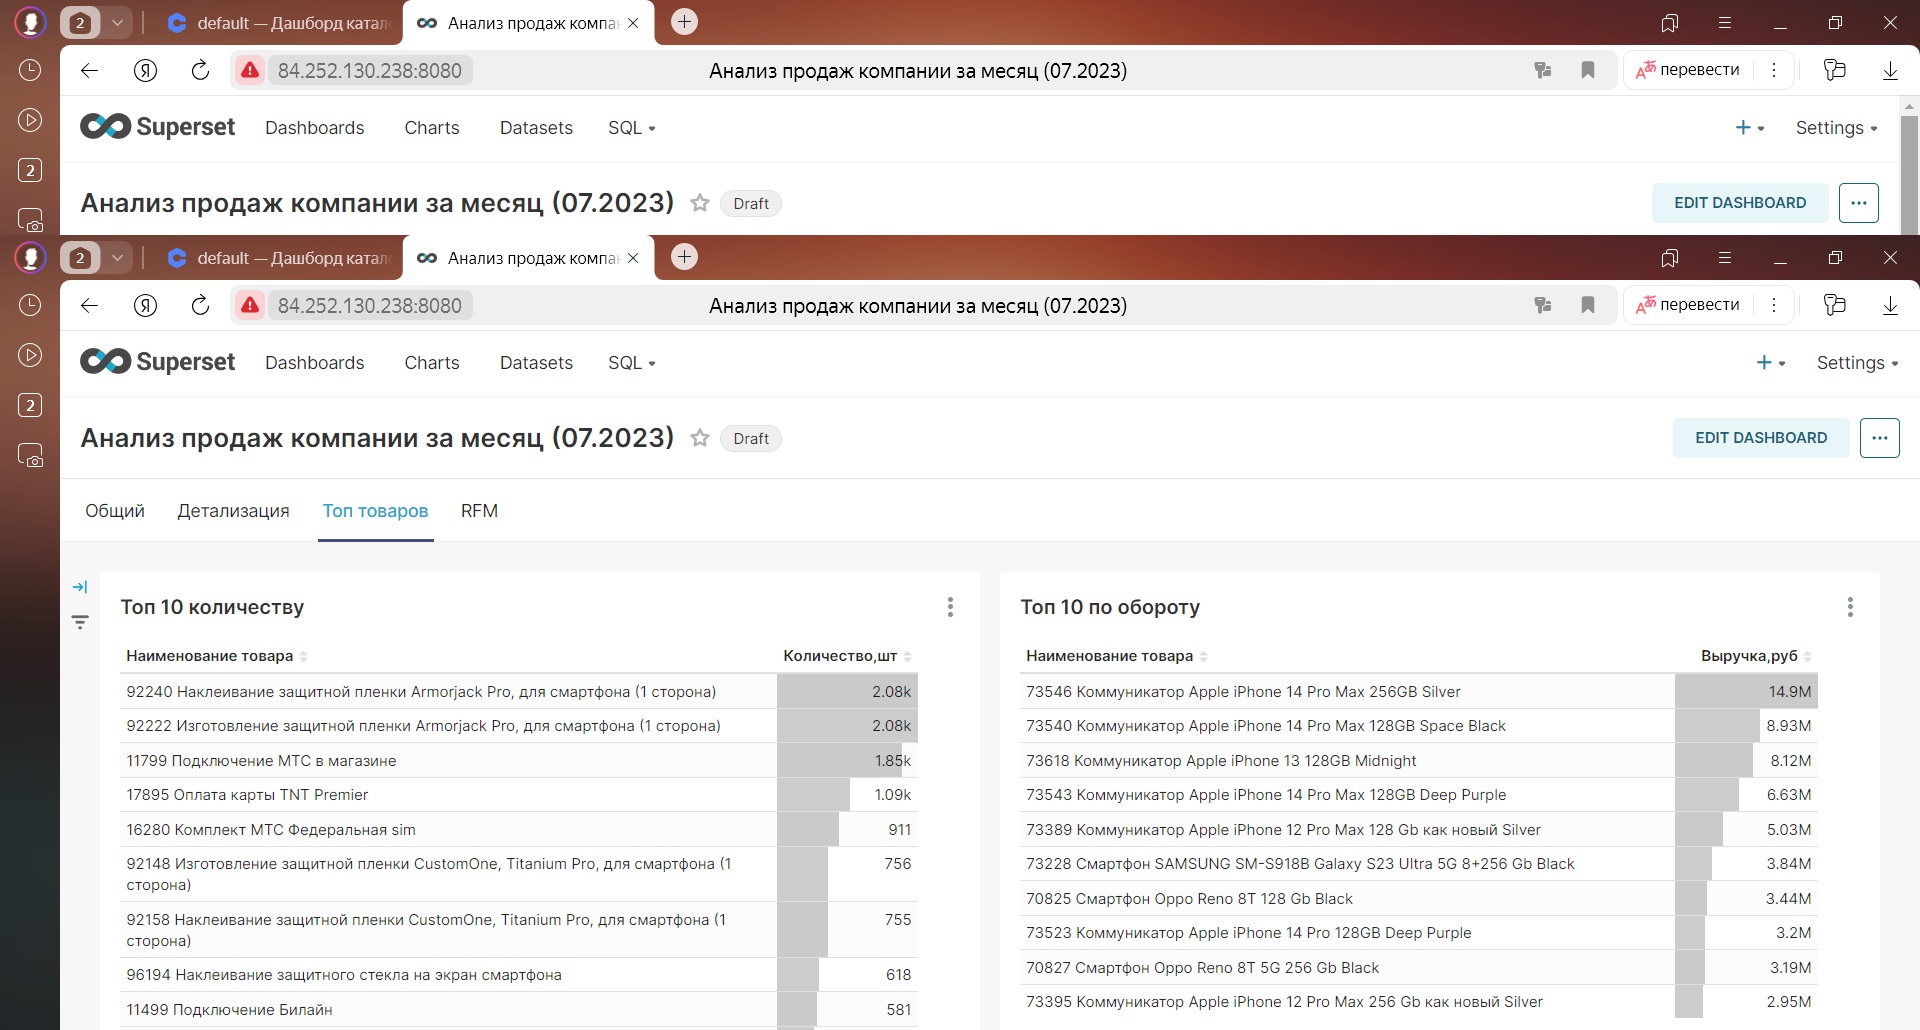 2
default — Дашборд катал
Анализ продаж компа
84.252.130.238:8080
Анализ продаж компании за месяц (07.2023)
перевести
Superset
Dashboards
Charts
Datasets
SQL
+
Settings
2
Анализ продаж компании за месяц (07.2023)
Draft
EDIT DASHBOARD
2
default — Дашборд катал
Анализ продаж компа
84.252.130.238:8080
Анализ продаж компании за месяц (07.2023)
перевести
Superset
Dashboards
Charts
Datasets
SQL
+
Settings
2
Анализ продаж компании за месяц (07.2023)
Draft
EDIT DASHBOARD
Общий
Детализация
Топ товаров
RFM
Топ 10 количеству
Наименование товара Количество,шт
92240 Наклеивание защитной пленки Armorjack Pro, для смартфона (1 сторона) 2.08k
92222 Изготовление защитной пленки Armorjack Pro, для смартфона (1 сторона) 2.08k
11799 Подключение МТС в магазине 1.85k
17895 Оплата карты TNT Premier 1.09k
16280 Комплект МТС Федеральная sim 911
92148 Изготовление защитной пленки CustomOne, Titanium Pro, для смартфона (1 756
сторона)
92158 Наклеивание защитной пленки CustomOne, Titanium Pro, для смартфона (1 755
сторона)
96194 Наклеивание защитного стекла на экран смартфона 618
11499 Подключение Билайн 581
Топ 10 по обороту
Наименование товара Выручка,руб
73546 Коммуникатор Apple iPhone 14 Pro Max 256GB Silver 14.9M
73540 Коммуникатор Apple iPhone 14 Pro Max 128GB Space Black 8.93M
73618 Коммуникатор Apple iPhone 13 128GB Midnight 8.12M
73543 Коммуникатор Apple iPhone 14 Pro Max 128GB Deep Purple 6.63M
73389 Коммуникатор Apple iPhone 12 Pro Max 128 Gb как новый Silver 5.03M
73228 Смартфон SAMSUNG SM-S918B Galaxy S23 Ultra 5G 8+256 Gb Black 3.84M
70825 Смартфон Oppo Reno 8T 128 Gb Black 3.44M
73523 Коммуникатор Apple iPhone 14 Pro 128GB Deep Purple 3.2M
70827 Смартфон Oppo Reno 8T 5G 256 Gb Black 3.19M
73395 Коммуникатор Apple iPhone 12 Pro Max 256 Gb как новый Silver 2.95M